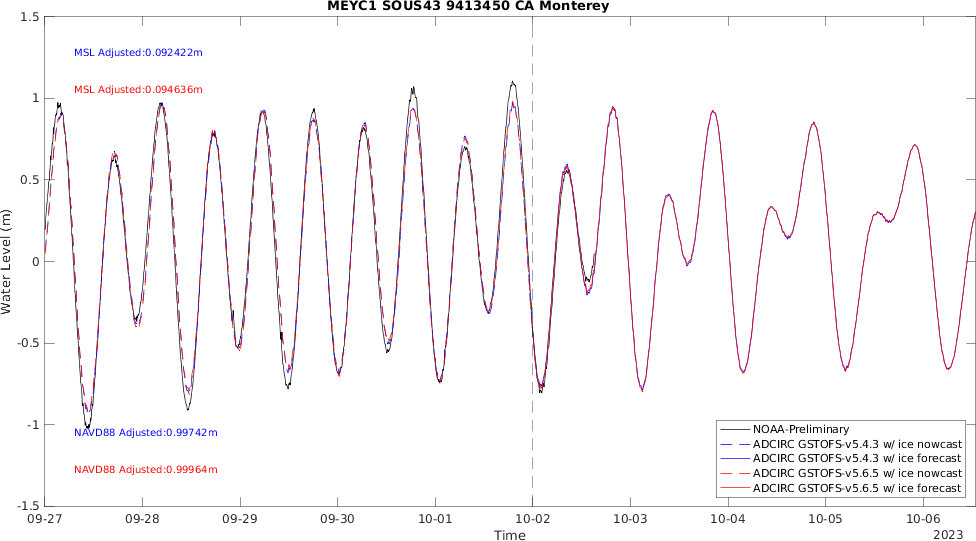 MEYC1 SOUS43 9413450 CA Monterey
1.5
MSL Adjusted:0.092422m
MSL Adjusted:0.094636m
1
0.5
Water Level (m)
0
-0.5
-1
NAVD88 Adjusted:0.99742m
NAVD88 Adjusted:0.99964m
-1.5
NOAA-Preliminary
ADCIRC GSTOFS-v5.4.3 w/ ice nowcast
ADCIRC GSTOFS-v5.4.3 w/ ice forecast
ADCIRC GSTOFS-v5.6.5 w/ ice nowcast
ADCIRC GSTOFS-v5.6.5 w/ ice forecast
09-27 09-28 09-29 09-30 10-01 10-02 10-03 10-04 10-05 10-06
Time
2023